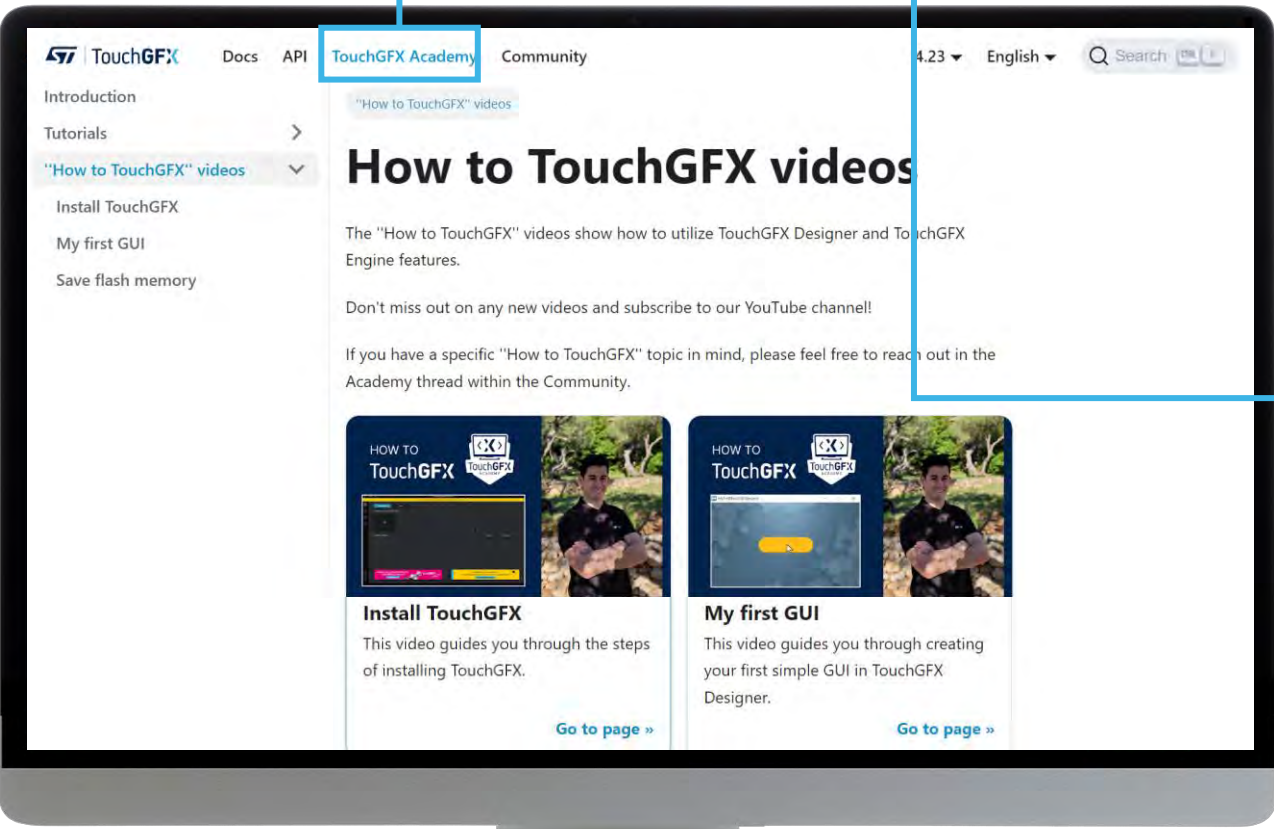 TouchGFX
Docs
API
TouchGFX Academy
Community
4.23
English
Search
Introduction
Tutorials
"How to TouchGFX" videos
Install TouchGFX
My first GUI
Save flash memory
"How to TouchGFX" videos
How to TouchGFX videos
The "How to TouchGFX" videos show how to utilize TouchGFX Designer and TouchGFX
Engine features.
Don't miss out on any new videos and subscribe to our YouTube channel!
If you have a specific "How to TouchGFX" topic in mind, please feel free to reach out in the
Academy thread within the Community.
HOW TO
TouchGFX
TouchGFX
ACADEMY
Install TouchGFX
This video guides you through the steps
of installing TouchGFX.
Go to page »
HOW TO
TouchGFX
TouchGFX
ACADEMY
My first GUI
This video guides you through creating
your first simple GUI in TouchGFX
Designer.
Go to page »